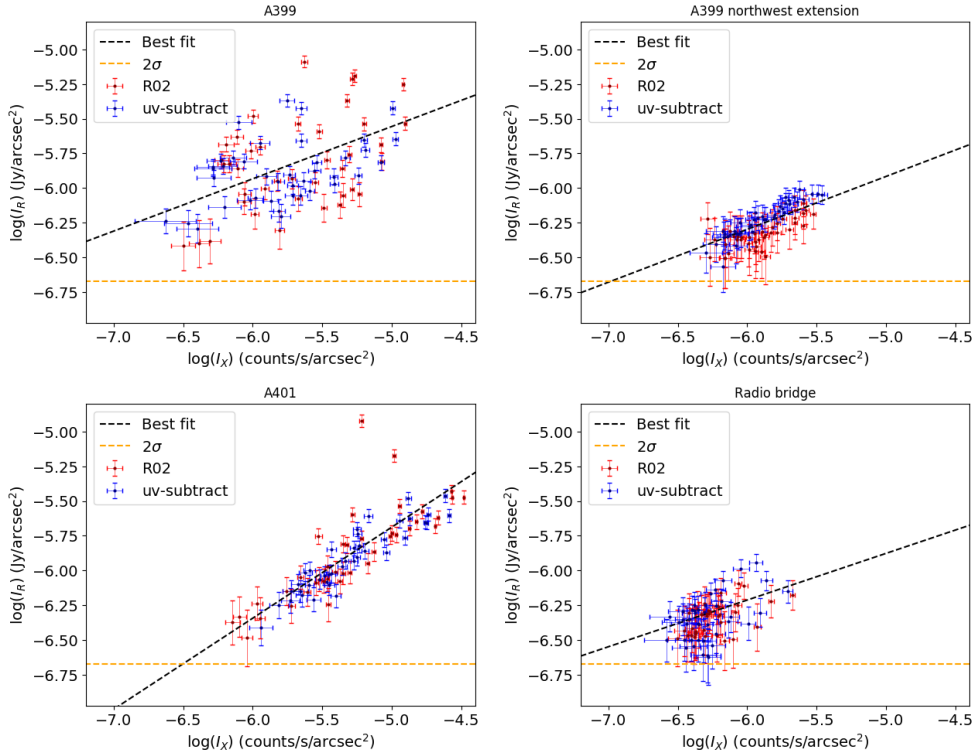 A399
log(I_R) (Jy/arcsec²)
−5.00
−5.25
−5.50
−5.75
−6.00
−6.25
−6.50
−6.75
Best fit
2σ
R02
uv-subtract
−7.0 −6.5 −6.0 −5.5 −5.0 −4.5
log(I_X) (counts/s/arcsec²)
A399 northwest extension
log(I_R) (Jy/arcsec²)
−5.00
−5.25
−5.50
−5.75
−6.00
−6.25
−6.50
−6.75
Best fit
2σ
R02
uv-subtract
−7.0 −6.5 −6.0 −5.5 −5.0 −4.5
log(I_X) (counts/s/arcsec²)
A401
log(I_R) (Jy/arcsec²)
−5.00
−5.25
−5.50
−5.75
−6.00
−6.25
−6.50
−6.75
Best fit
2σ
R02
uv-subtract
−7.0 −6.5 −6.0 −5.5 −5.0 −4.5
log(I_X) (counts/s/arcsec²)
Radio bridge
log(I_R) (Jy/arcsec²)
−5.00
−5.25
−5.50
−5.75
−6.00
−6.25
−6.50
−6.75
Best fit
2σ
R02
uv-subtract
−7.0 −6.5 −6.0 −5.5 −5.0 −4.5
log(I_X) (counts/s/arcsec²)